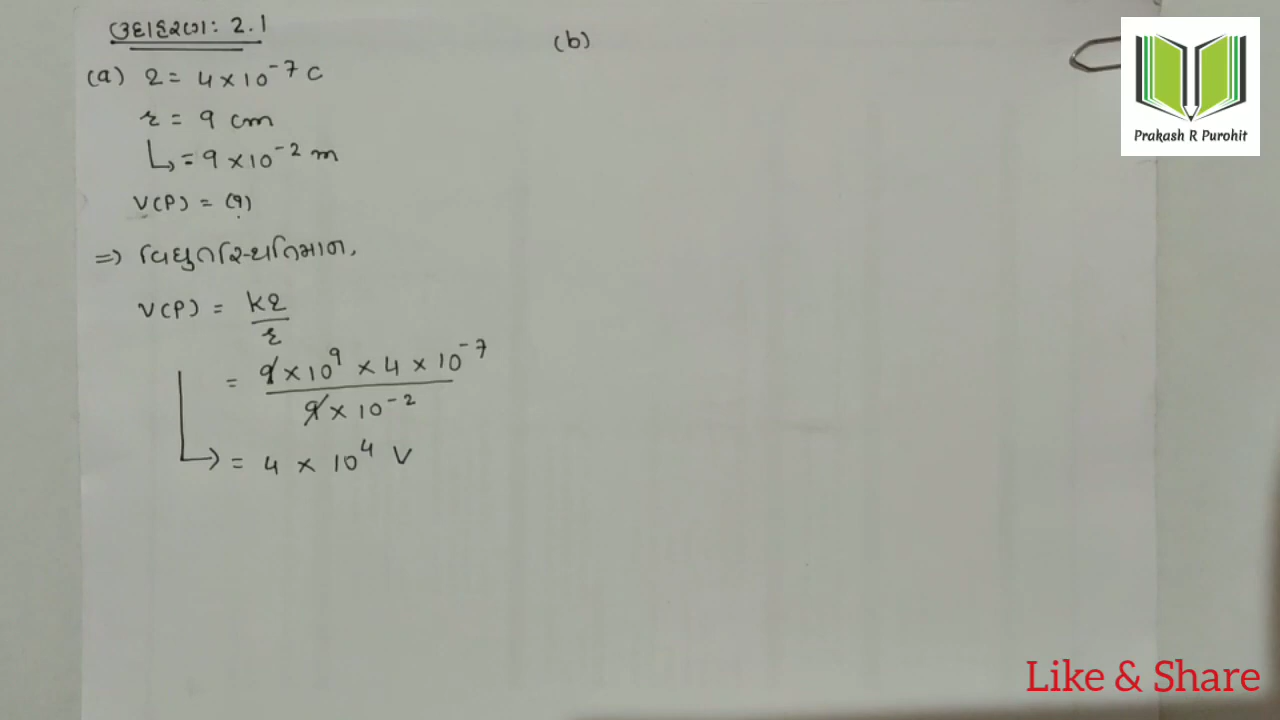 ઉદાહરણ: 2.1
(a) q = 4 × 10⁻⁷ C
r = 9 cm
↳ = 9 × 10⁻² m
V(P) = (?)
⇒ વિદ્યુતસ્થિતિમાન,
V(P) = kq / r
= 9 × 10⁹ × 4 × 10⁻⁷ / 9 × 10⁻²
↳ = 4 × 10⁴ V
(b)
Prakash R Purohit
Like & Share